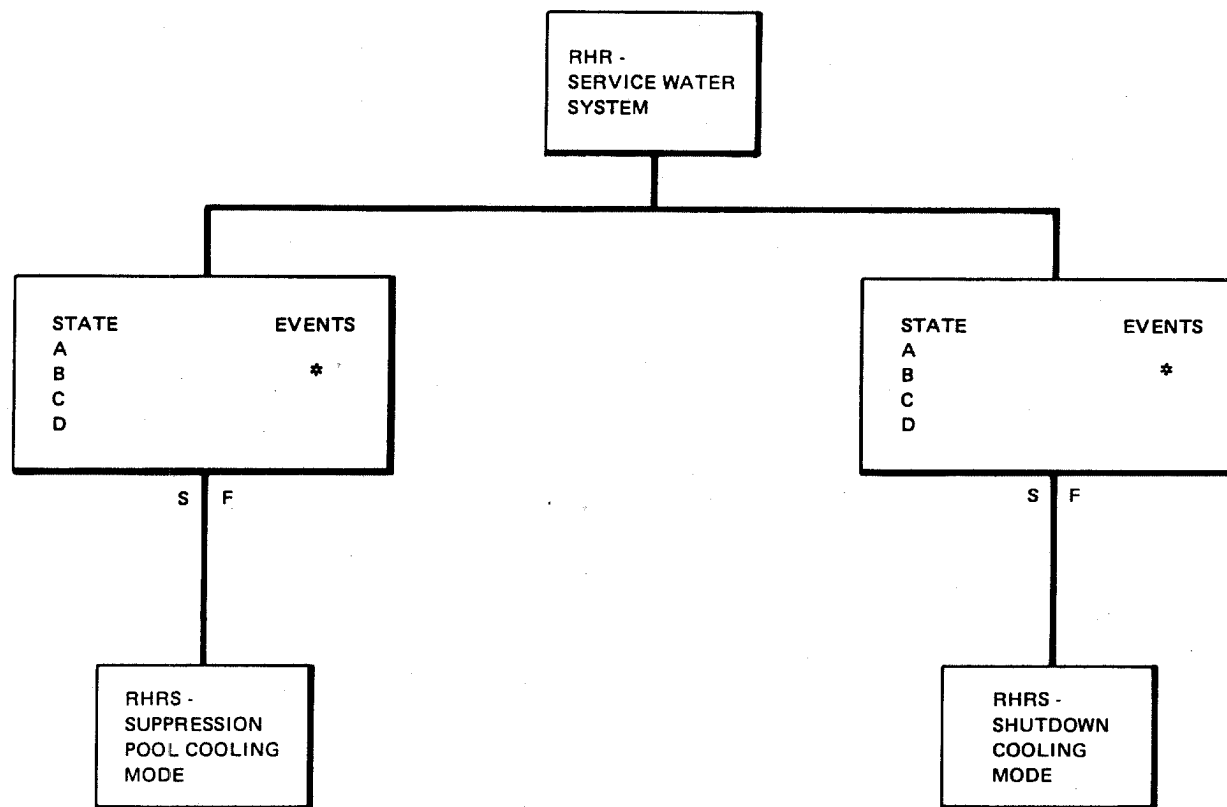 RHR -
SERVICE WATER
SYSTEM
STATE EVENTS
A
B *
C
D
S F
STATE EVENTS
A
B *
C
D
S F
RHRS -
SUPPRESSION
POOL COOLING
MODE
RHRS -
SHUTDOWN
COOLING
MODE